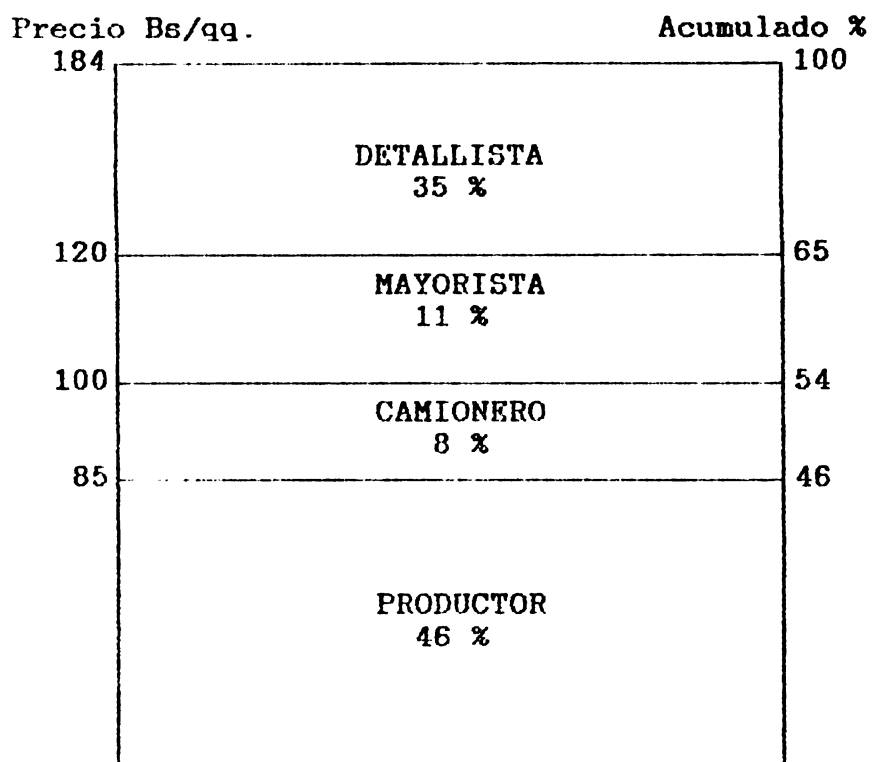 Precio Bs/qq. Acumulado %
184 100
DETALLISTA
35 %
120 65
MAYORISTA
11 %
100 54
CAMIONERO
8 %
85 46
PRODUCTOR
46 %